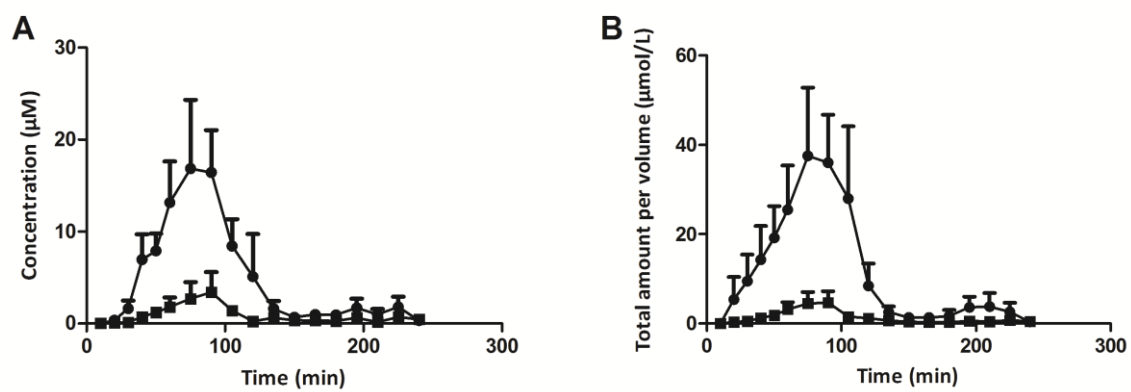 A
Concentration (µM)
30
20
10
0
0 100 200 300
Time (min)
B
Total amount per volume (µmol/L)
60
40
20
0
0 100 200 300
Time (min)